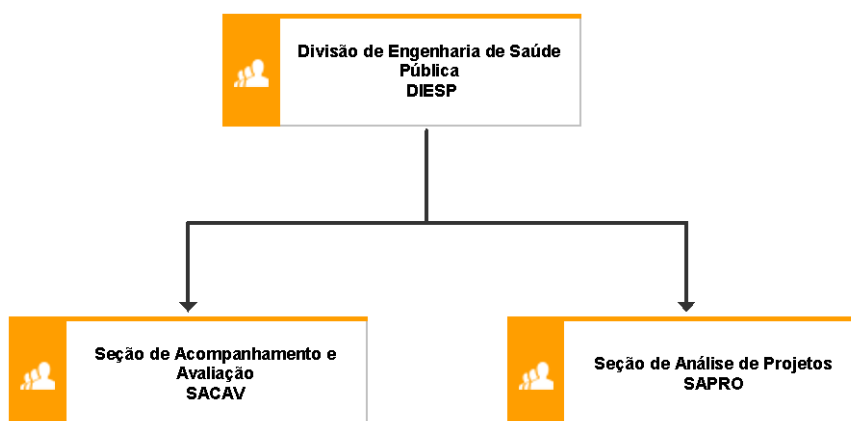 Divisão de Engenharia de Saúde
Pública
DIESP
Seção de Acompanhamento e
Avaliação
SACAV
Seção de Análise de Projetos
SAPRO